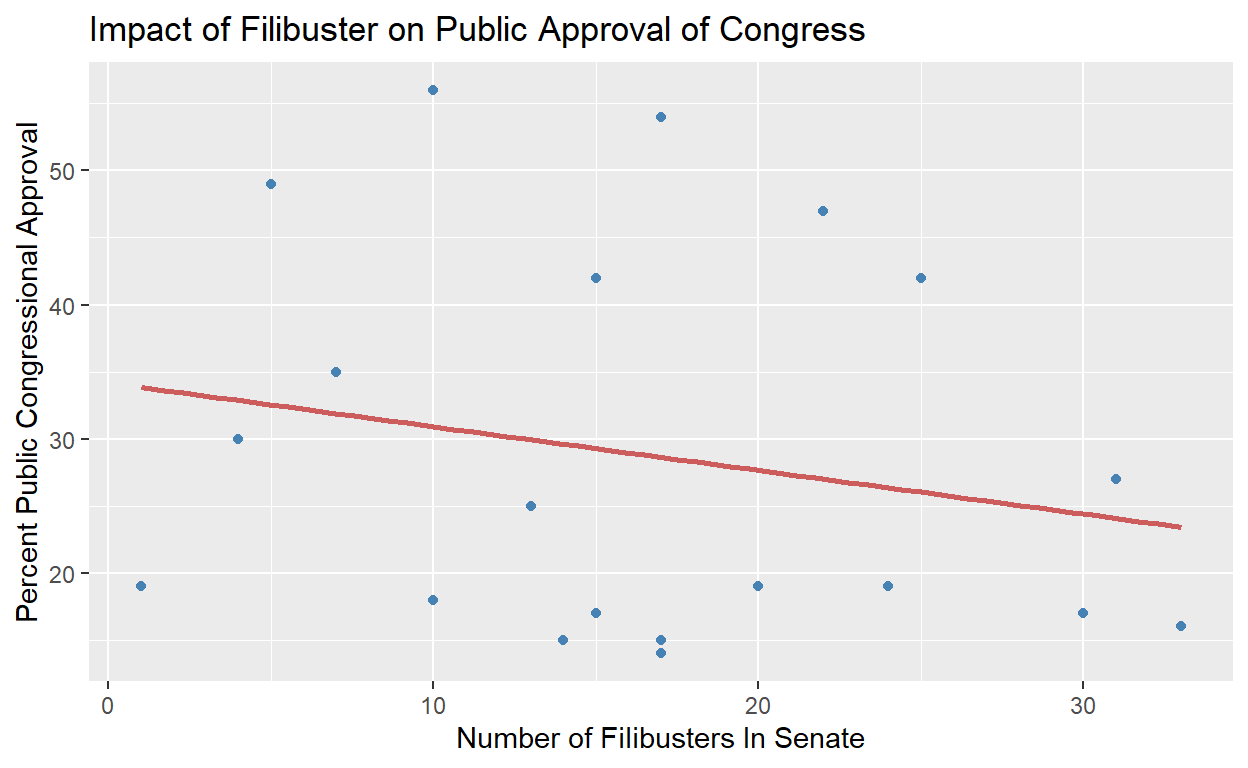 Impact of Filibuster on Public Approval of Congress
Percent Public Congressional Approval
50
40
30
20
0 10 20 30
Number of Filibusters In Senate